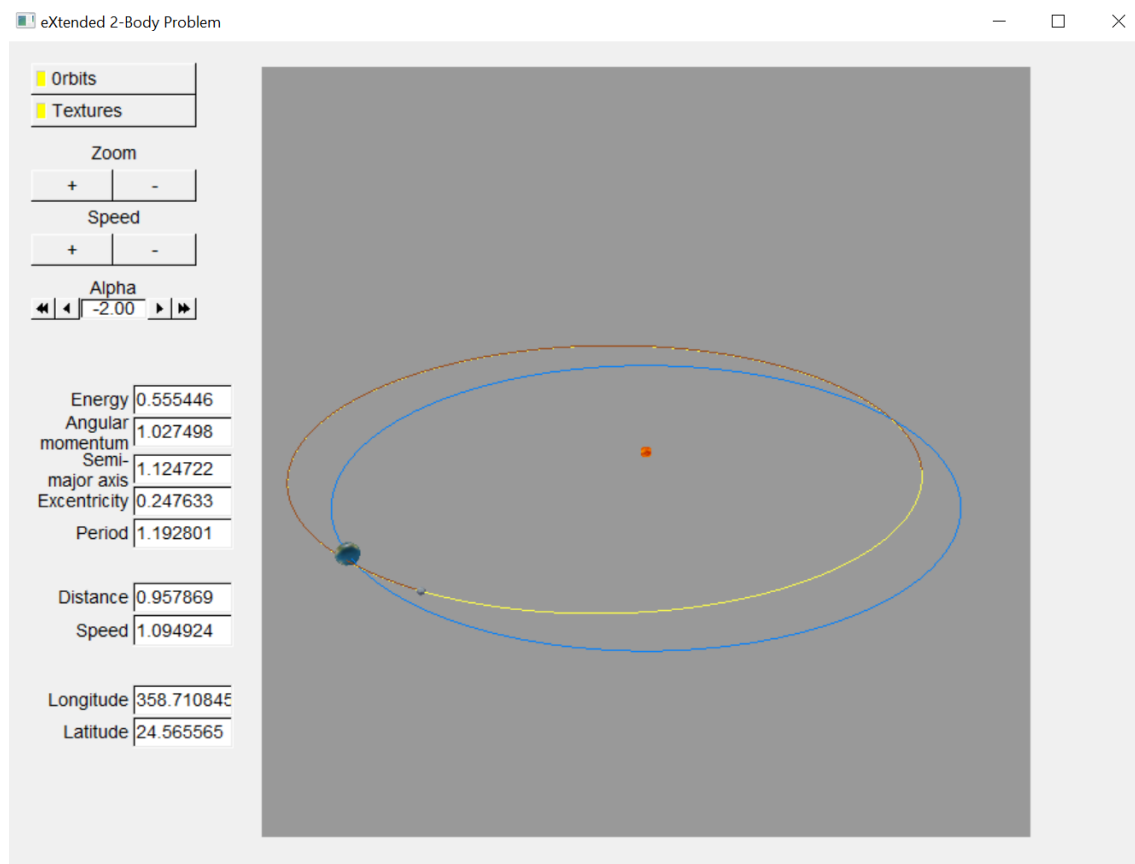 eXtended 2-Body Problem
0rbits
Textures
Zoom
+ -
Speed
+ -
Alpha
-2.00
Energy 0.555446
Angular
momentum 1.027498
Semi-
major axis 1.124722
Excentricity 0.247633
Period 1.192801
Distance 0.957869
Speed 1.094924
Longitude 358.710845
Latitude 24.565565